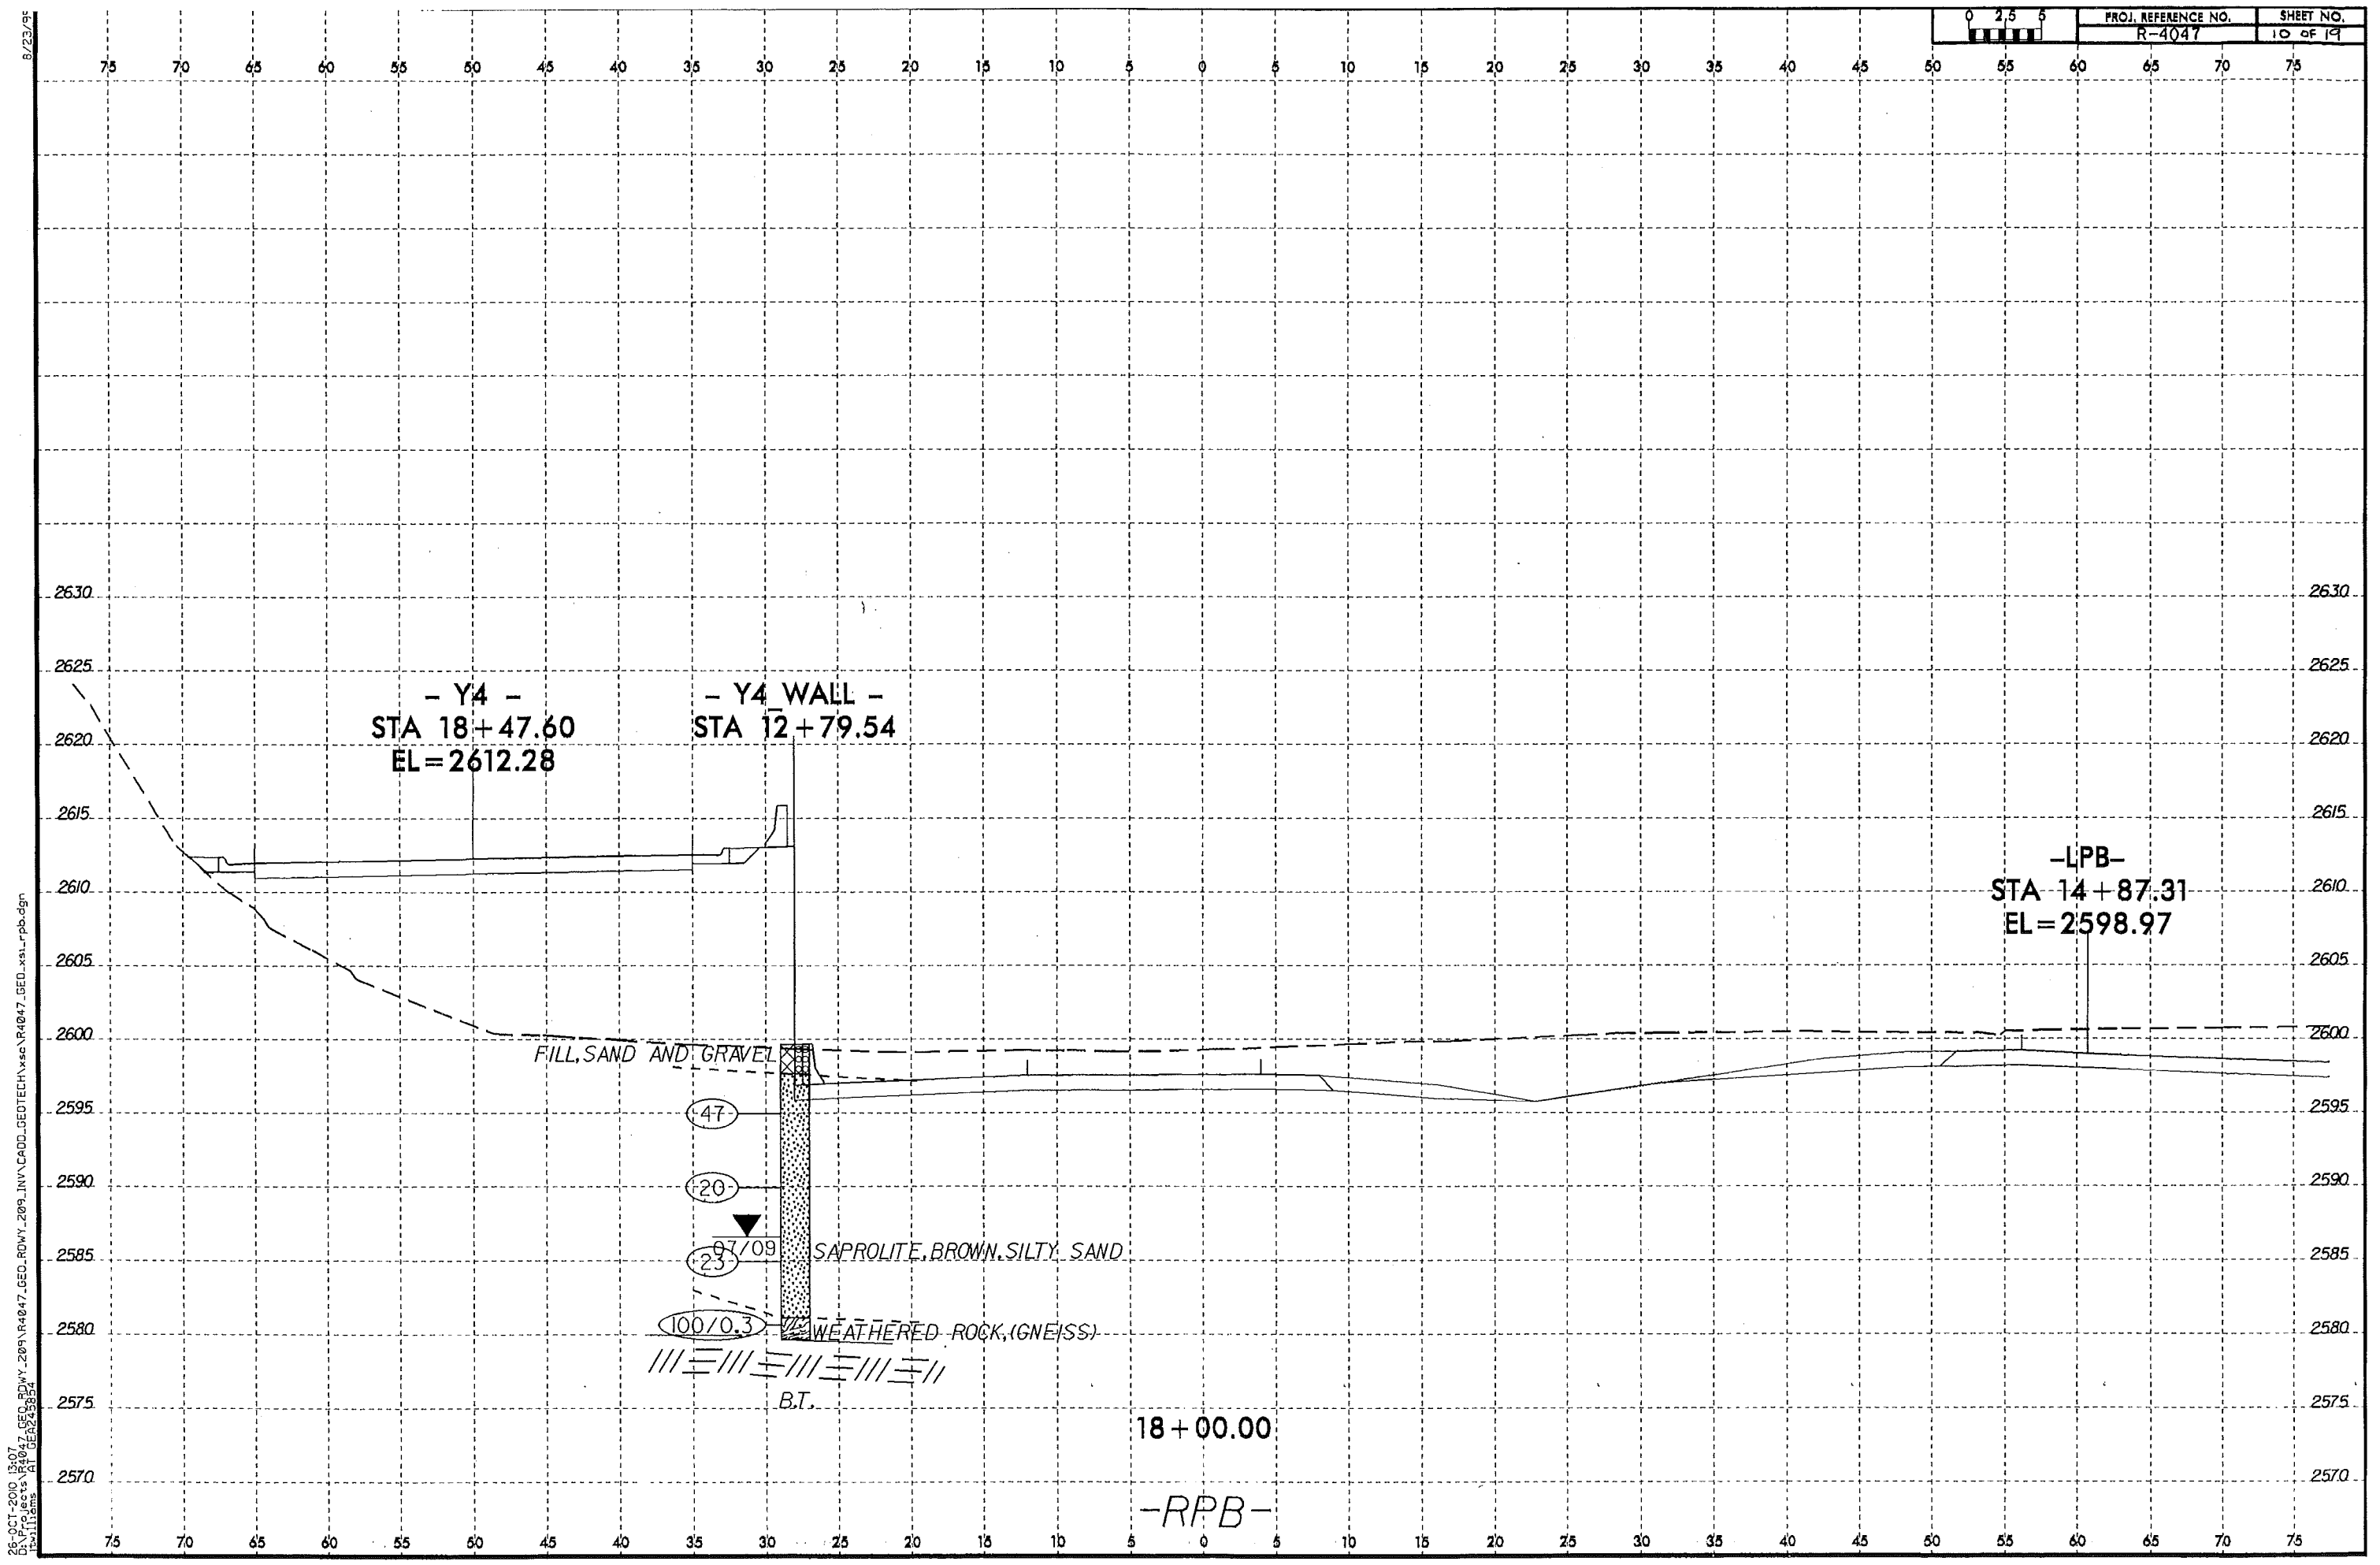 8/23/99
0 2.5 5
PROJ. REFERENCE NO.
SHEET NO.
R-4047
10 OF 19
75 70 65 60 55 50 45 40 35 30 25 20 15 10 5 0 5 10 15 20 25 30 35 40 45 50 55 60 65 70 75
2630 2630
2625 2625
- Y4 -
STA 18+47.60
EL=2612.28
- Y4_WALL -
STA 12+79.54
2620 2620
2615 2615
-LPB-
STA 14+87.31
EL=2598.97
2610 2610
2605 2605
2600 2600
FILL, SAND AND GRAVEL
2595 2595
47
2590 2590
20
07/09
SAPROLITE, BROWN, SILTY SAND
2585 2585
23
100/0.3
WEATHERED ROCK, (GNEISS)
2580 2580
B.T.
2575 2575
18+00.00
2570 2570
-RPB-
75 70 65 60 55 50 45 40 35 30 25 20 15 10 5 0 5 10 15 20 25 30 35 40 45 50 55 60 65 70 75
26-OCT-2010 13:07